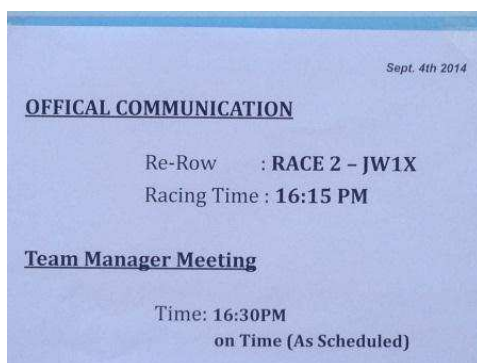 Sept. 4th 2014
OFFICAL COMMUNICATION
Re-Row : RACE 2 – JW1X
Racing Time : 16:15 PM
Team Manager Meeting
Time: 16:30PM
on Time (As Scheduled)